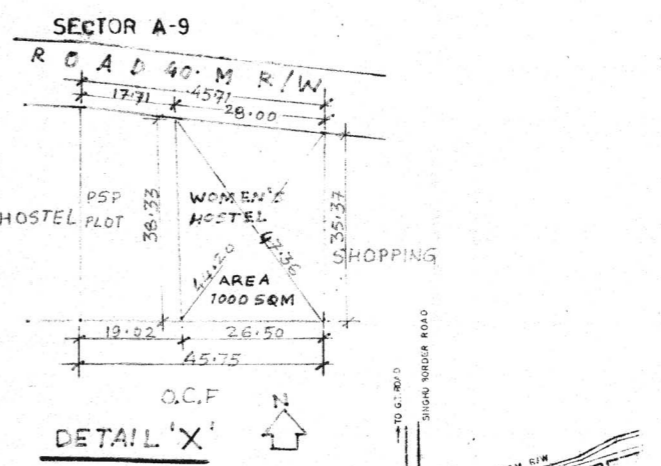 SECTOR A-9
ROAD 40. M R/W
45.71
17.71
28.00
HOSTEL
PSP
PLOT
38.33
WOMEN'S
HOSTEL
35.37
SHOPPING
44.20
47.36
AREA
1000 SQM
19.02
26.50
45.75
O.C.F
N
DETAIL 'X'
TO G.T. ROAD
SINGHU BORDER ROAD
R/W